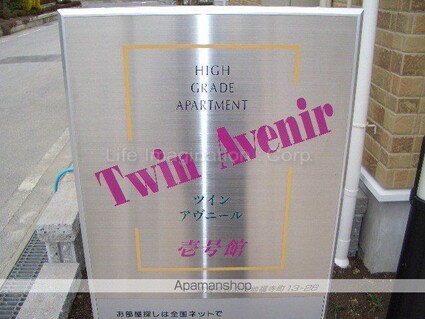 HIGH
GRADE
APARTMENT
Twin Avenir
Life Imagination Corp.
ツイン
アヴニール
壱号館
Apamanshop
13-26
お部屋探しは全国ネットで